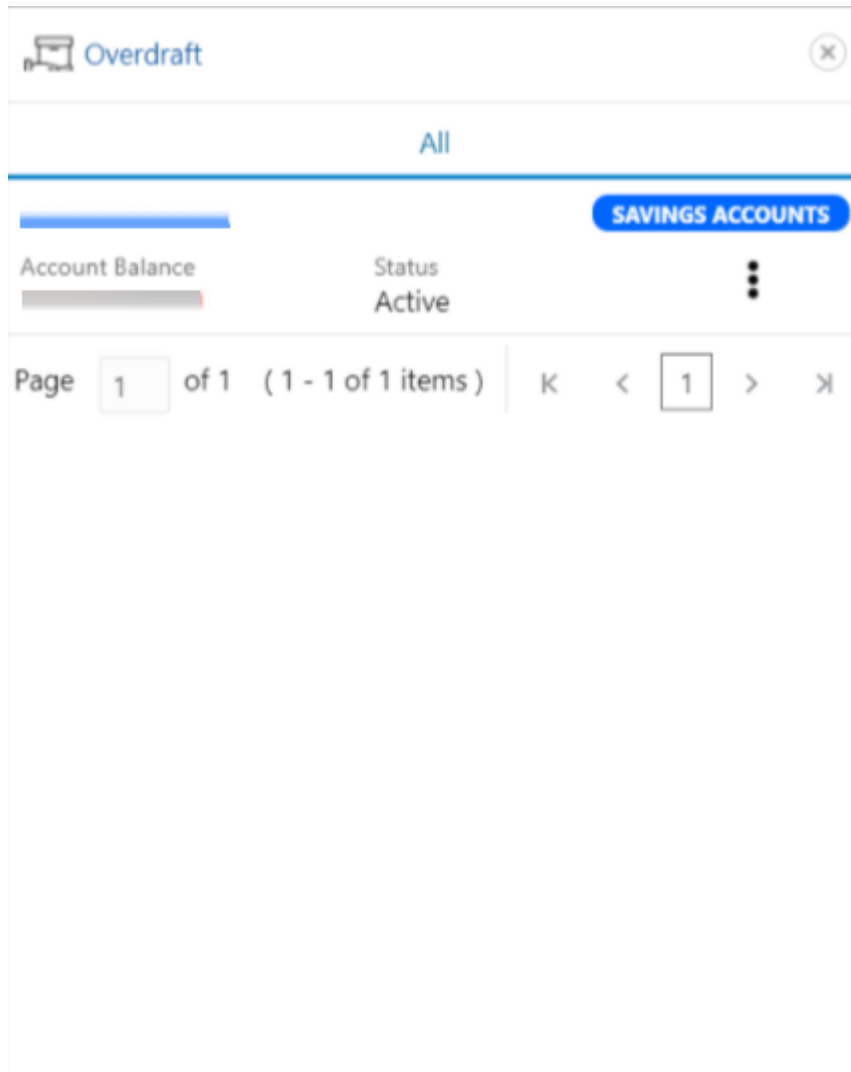 Overdraft
All
SAVINGS ACCOUNTS
Account Balance Status
Active
Page 1 of 1 ( 1 - 1 of 1 items ) 1